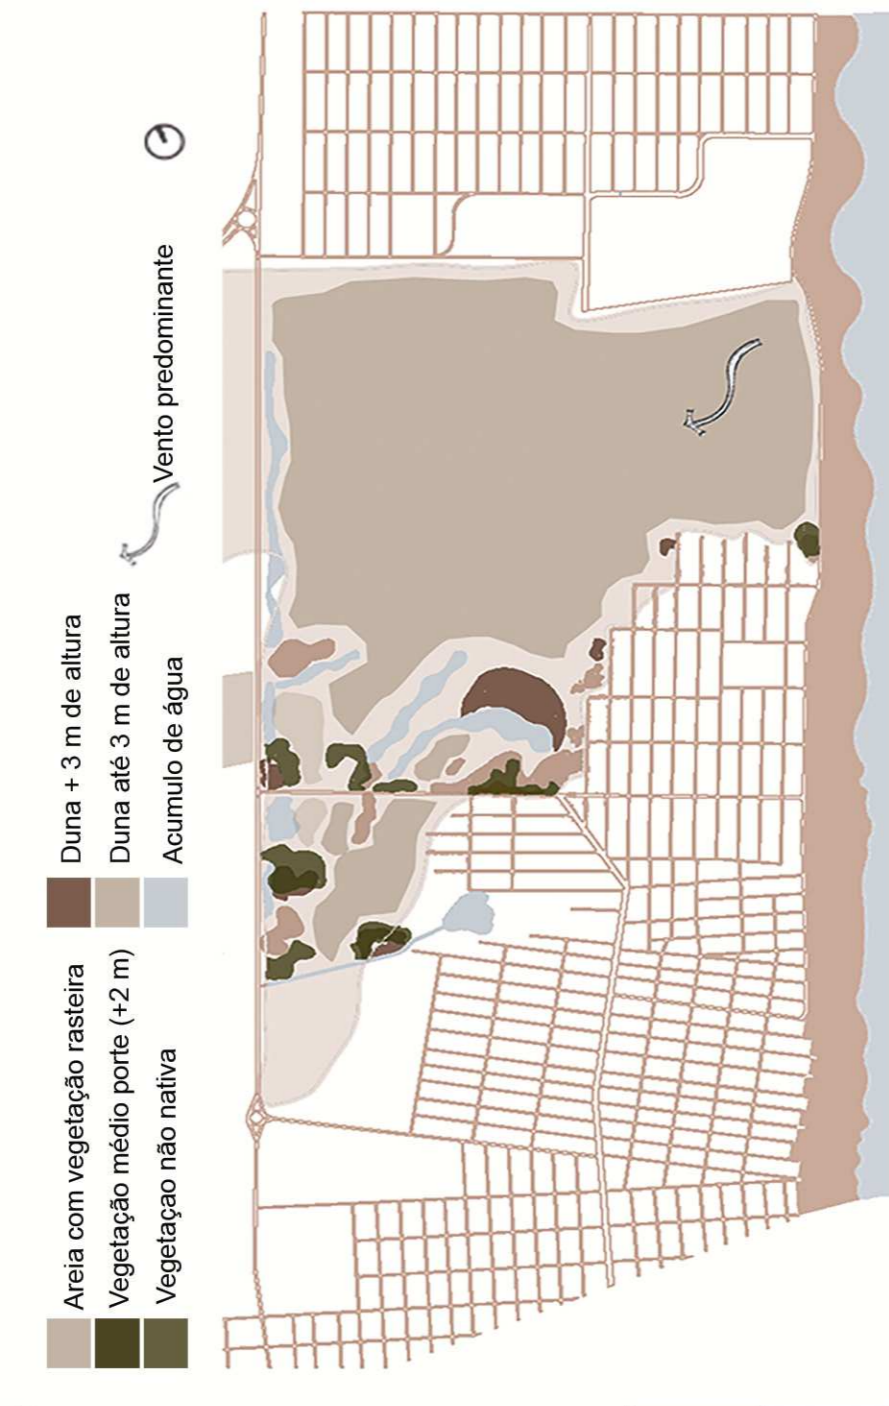 Areia com vegetação rasteira
Vegetação médio porte (+2 m)
Vegetaçao não nativa
Duna + 3 m de altura
Duna até 3 m de altura
Acumulo de água
Vento predominante